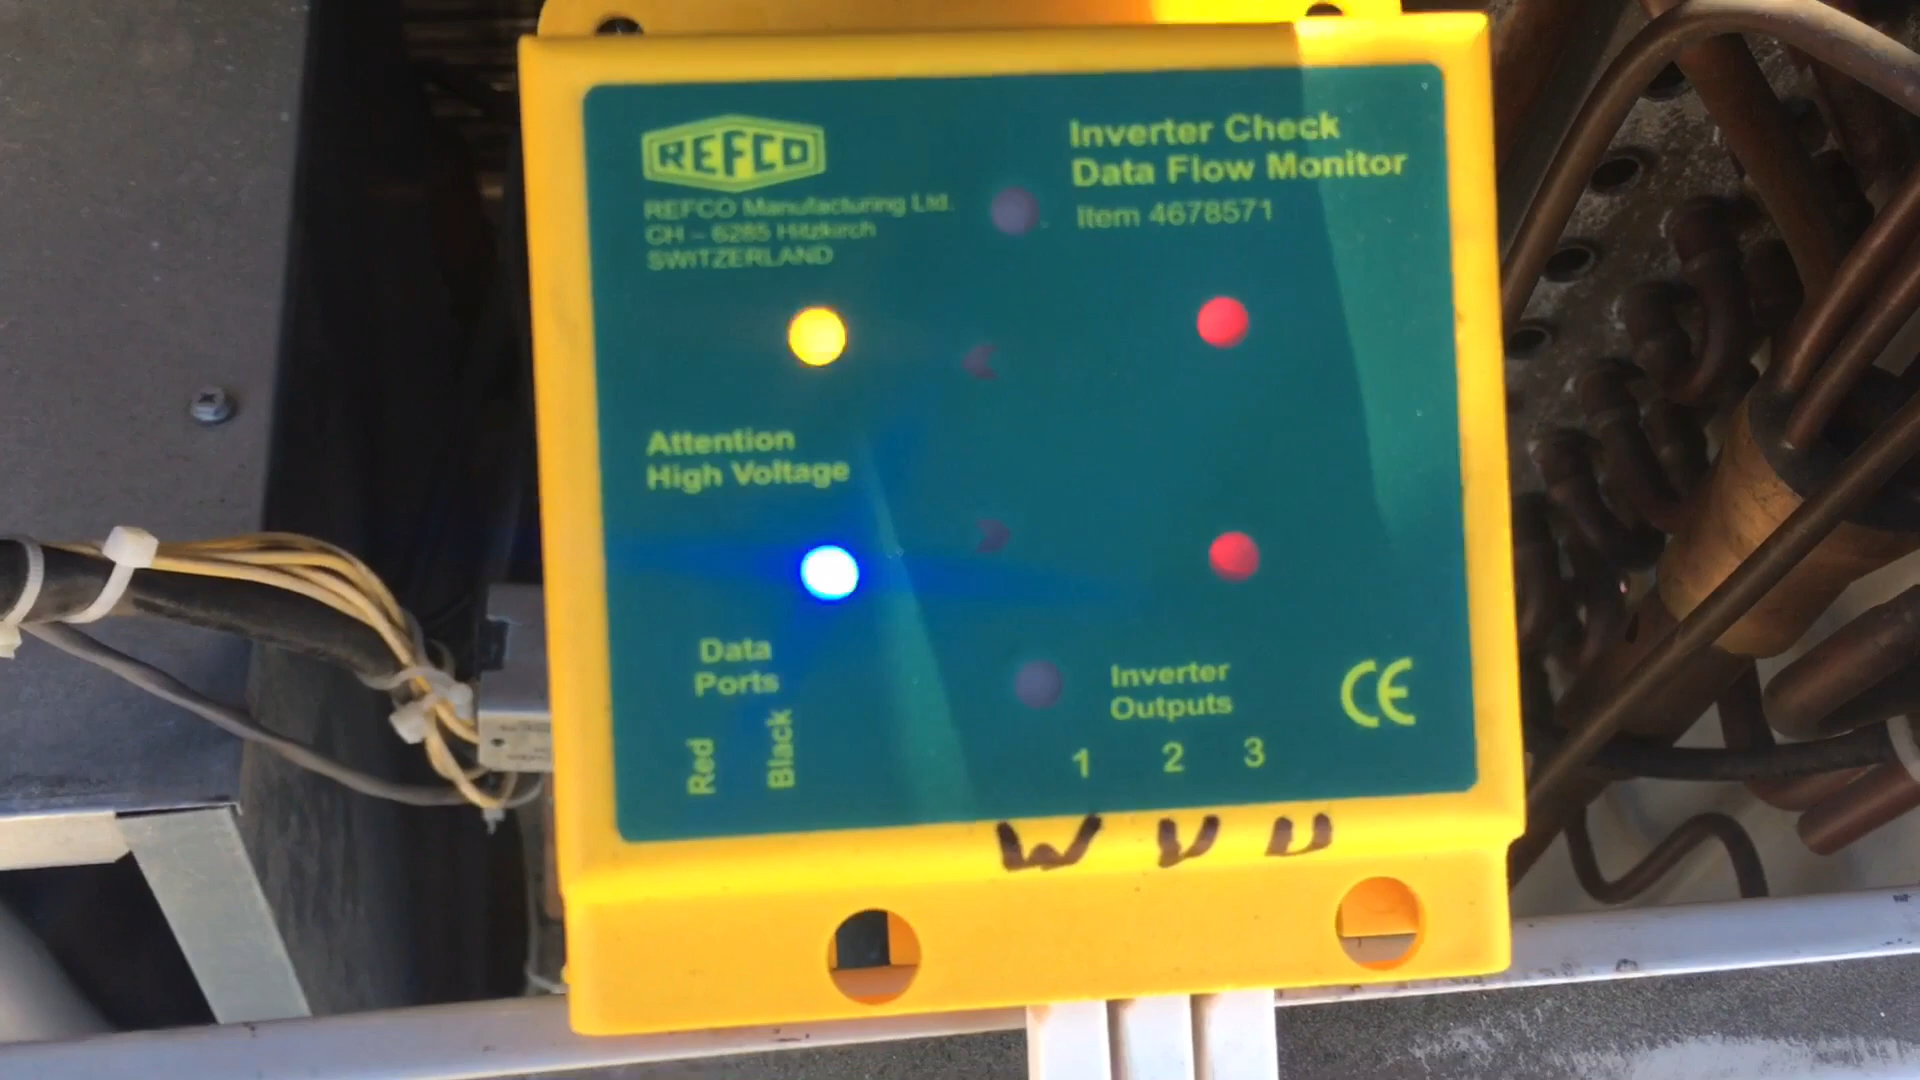 REFCO
REFCO Manufacturing Ltd.
CH – 6285 Hitzkirch
SWITZERLAND
Inverter Check
Data Flow Monitor
Item 4678571
Attention
High Voltage
Data
Ports
Red
Black
Inverter
Outputs
1 2 3
CE
W V U